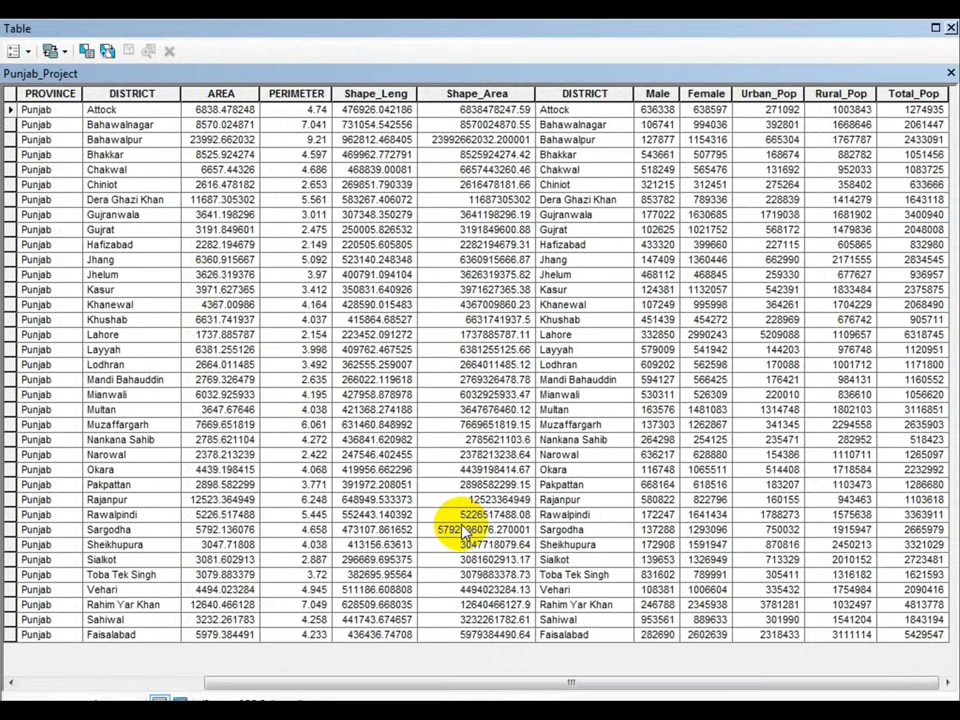 Table
Punjab_Project
PROVINCE DISTRICT AREA PERIMETER Shape_Leng Shape_Area DISTRICT Male Female Urban_Pop Rural_Pop Total_Pop
Punjab Attock 6838.478248 4.74 476926.042186 6838478247.59 Attock 636338 638597 271092 1003843 1274935
Punjab Bahawalnagar 8570.024871 7.041 731054.542556 8570024870.55 Bahawalnagar 106741 994036 392801 1668646 2061447
Punjab Bahawalpur 23992.662032 9.21 962812.468405 23992662032.200001 Bahawalpur 127877 1154316 665304 1767787 2433091
Punjab Bhakkar 8525.924274 4.597 469962.772791 8525924274.42 Bhakkar 543661 507795 168674 882782 1051456
Punjab Chakwal 6657.44326 4.686 468839.00081 6657443260.46 Chakwal 518249 565476 131692 952033 1083725
Punjab Chiniot 2616.478182 2.653 269851.790339 2616478181.66 Chiniot 321215 312451 275264 358402 633666
Punjab Dera Ghazi Khan 11687.305302 5.561 583267.406072 11687305302 Dera Ghazi Khan 853782 789336 228839 1414279 1643118
Punjab Gujranwala 3641.198296 3.011 307348.350279 3641198296.19 Gujranwala 177022 1630685 1719038 1681902 3400940
Punjab Gujrat 3191.849601 2.475 250005.826532 3191849600.88 Gujrat 102625 1021752 568172 1479836 2048008
Punjab Hafizabad 2282.194679 2.149 220505.605805 2282194679.31 Hafizabad 433320 399660 227115 605865 832980
Punjab Jhang 6360.915667 5.092 523140.248348 6360915666.87 Jhang 147409 1360446 662990 2171555 2834545
Punjab Jhelum 3626.319376 3.97 400791.094104 3626319375.82 Jhelum 468112 468845 259330 677627 936957
Punjab Kasur 3971.627365 3.412 350831.640926 3971627365.38 Kasur 124381 1132057 542391 1833484 2375875
Punjab Khanewal 4367.00986 4.164 428590.015483 4367009860.23 Khanewal 107249 995998 364261 1704229 2068490
Punjab Khushab 6631.741937 5.03 415864.68527 6631741937.5 Khushab 451439 454272 228969 676742 905711
Punjab Lahore 1737.885787 2.154 223452.091272 1737885787.11 Lahore 332850 2990243 5209088 1109657 6318745
Punjab Layyah 6381.255126 3.998 409762.467525 6381255125.66 Layyah 579009 541942 144203 976748 1120951
Punjab Lodhran 2664.011485 3.492 362555.259007 2664011485.12 Lodhran 609202 562598 170088 1001712 1171800
Punjab Mandi Bahauddin 2769.326479 2.635 266022.119618 2769326478.78 Mandi Bahauddin 594127 566425 176421 984131 1160552
Punjab Mianwali 6032.925933 4.195 427958.878978 6032925933.47 Mianwali 530311 526309 220010 836610 1056620
Punjab Multan 3647.67646 4.038 421368.274188 3647676460.12 Multan 163576 1481083 1314748 1802103 3116851
Punjab Muzaffargarh 7669.651819 6.061 631460.848992 7669651819.15 Muzaffargarh 137303 1262867 341345 2294558 2635903
Punjab Nankana Sahib 2785.621104 4.272 436841.620982 2785621103.6 Nankana Sahib 264298 254125 235471 282952 518423
Punjab Narowal 2378.213239 2.422 247546.402455 2378213238.64 Narowal 636217 628880 154386 1110711 1265097
Punjab Okara 4439.198415 4.068 419956.662296 4439198414.67 Okara 116748 1065511 514408 1718584 2232992
Punjab Pakpattan 2898.582299 3.771 391972.208051 2898582299.15 Pakpattan 668164 618516 183207 1103473 1286680
Punjab Rajanpur 12523.364949 6.248 648949.533373 12523364949 Rajanpur 580822 822796 160155 943463 1103618
Punjab Rawalpindi 5226.517488 5.445 552443.140392 5226517488.08 Rawalpindi 172247 1641434 1788273 1575638 3363911
Punjab Sargodha 5792.136076 4.658 473107.861652 5792136076.270001 Sargodha 137288 1293096 750032 1915947 2665979
Punjab Sheikhupura 3047.71808 4.038 413156.63613 3047718079.64 Sheikhupura 172908 1591947 870816 2450213 3321029
Punjab Sialkot 3081.602913 2.887 296669.695375 3081602913.17 Sialkot 139653 1326949 713329 2010152 2723481
Punjab Toba Tek Singh 3079.883379 3.72 382695.95564 3079883378.73 Toba Tek Singh 831602 789991 305411 1316182 1621593
Punjab Vehari 4494.023284 4.945 511186.608808 4494023284.13 Vehari 108381 1006604 335432 1754984 2090416
Punjab Rahim Yar Khan 12640.466128 7.049 628509.668035 12640466127.9 Rahim Yar Khan 246788 2345938 3781281 1032497 4813778
Punjab Sahiwal 3232.261783 4.258 441743.674657 3232261782.61 Sahiwal 953561 889633 301990 1541204 1843194
Punjab Faisalabad 5979.384491 4.233 436436.74708 5979384490.64 Faisalabad 282690 2602639 2318433 3111114 5429547